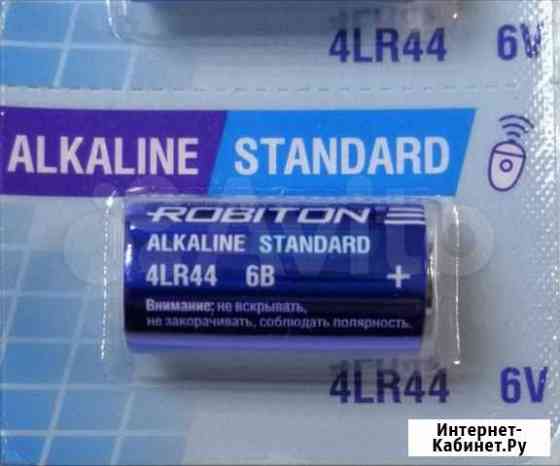 4LR44 6V
ALKALINE STANDARD
ROBITON
ALKALINE STANDARD
4LR44 6В
+
Внимание: не вскрывать,
не закорачивать, соблюдать полярность.
4LR44 6V
Avito
Интернет-
Кабинет.Ру